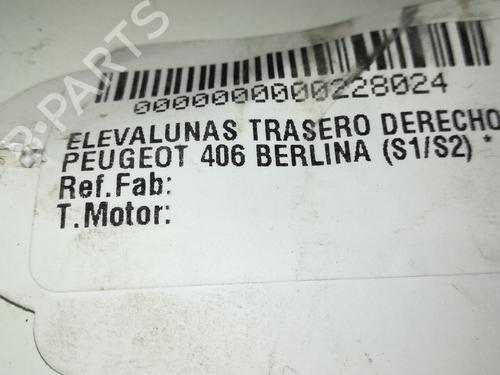 B-PARTS
0000000000228024
ELEVALUNAS TRASERO DERECHO
PEUGEOT 406 BERLINA (S1/S2) *
Ref.Fab:
T.Motor: